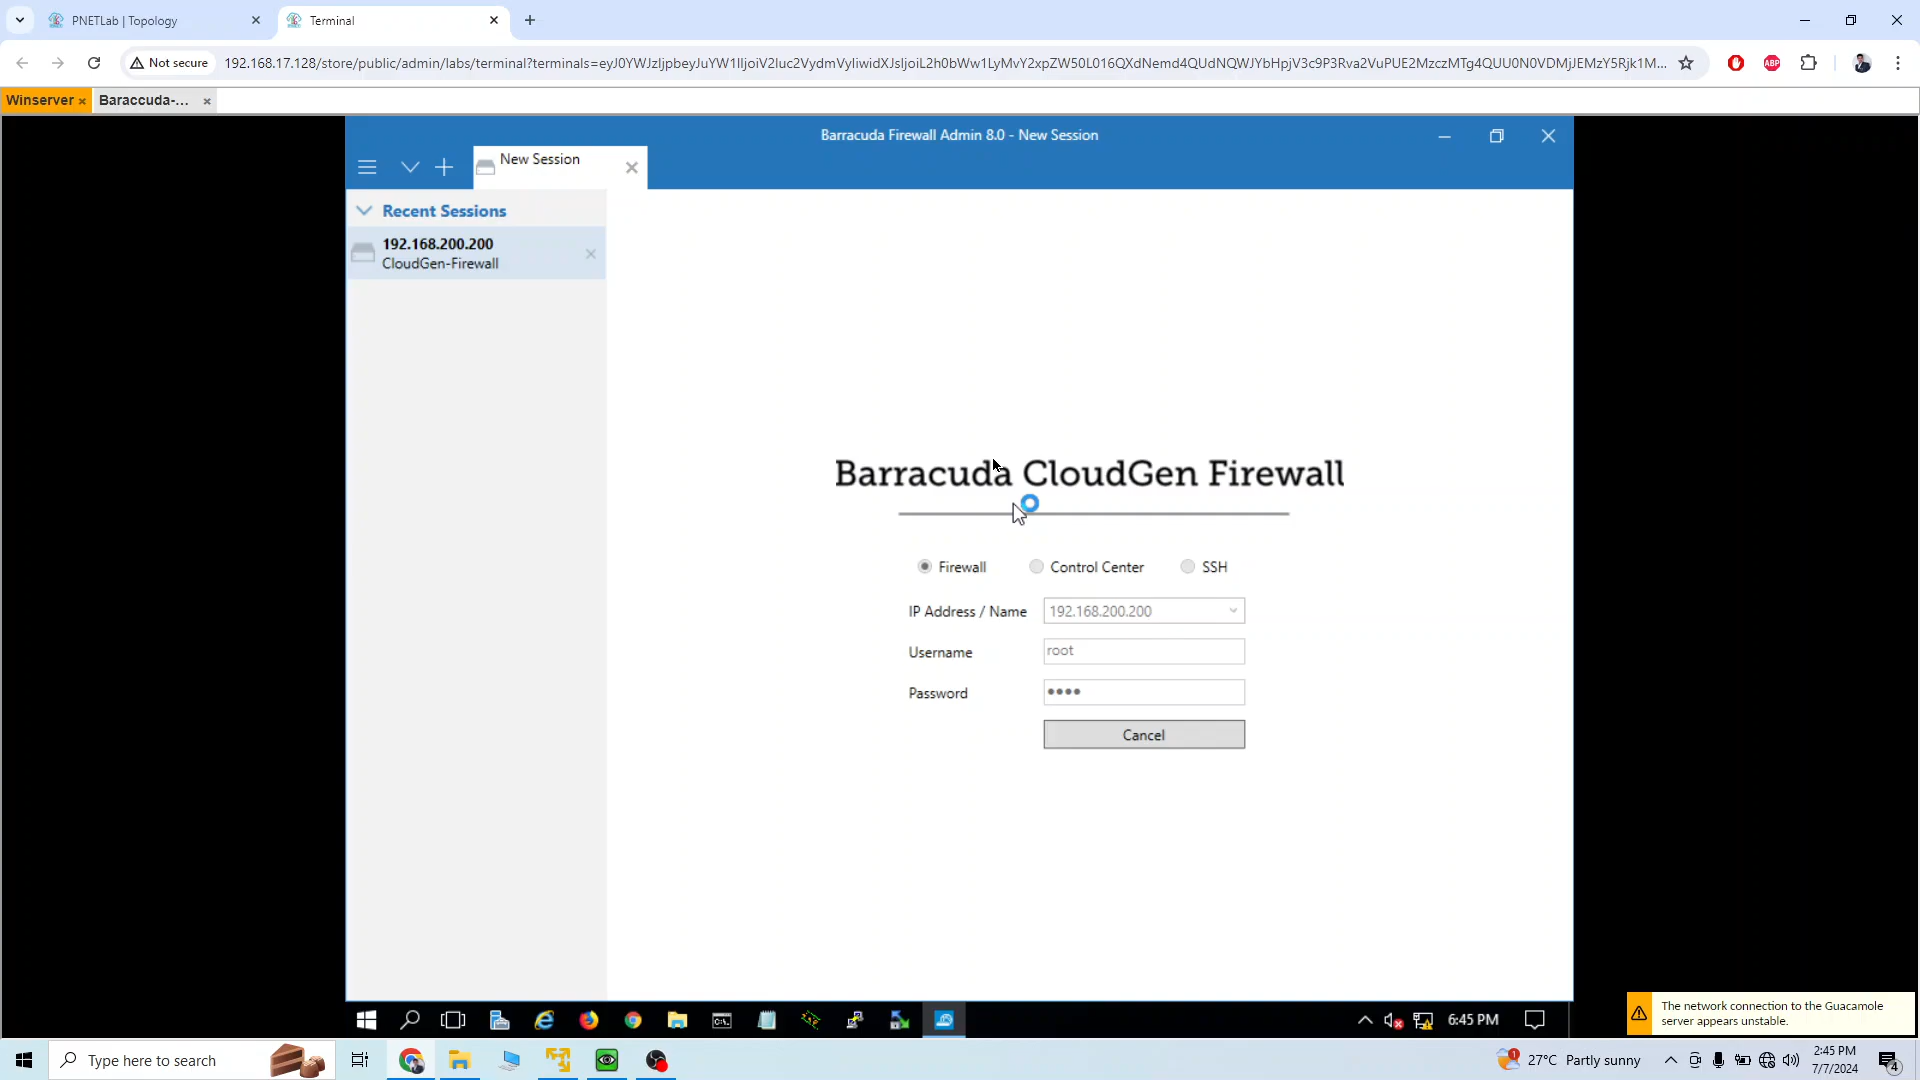 PNETLab | Topology
Terminal
Not secure
192.168.17.128/store/public/admin/labs/terminal?terminals=
Winserver
Baraccuda-...
Barracuda Firewall Admin 8.0 - New Session
New Session
Recent Sessions
192.168.200.200
CloudGen-Firewall
Barracuda CloudGen Firewall
Firewall
Control Center
SSH
IP Address / Name
192.168.200.200
Username
root
Password
Cancel
The network connection to the Guacamole
server appears unstable.
6:45 PM
Type here to search
27°C Partly sunny
2:45 PM
7/7/2024
ABP
1
4